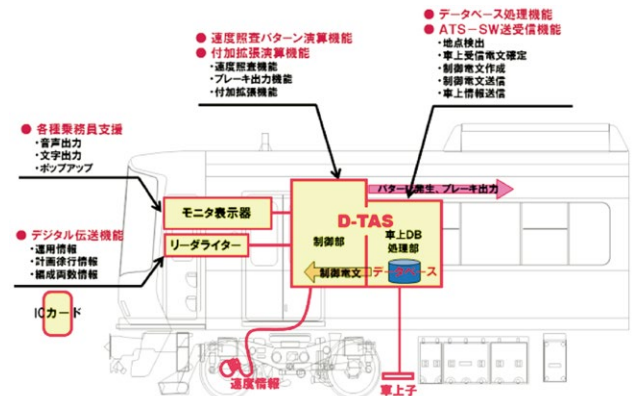 ● データベース処理機能
● ATS-SW送受信機能
・地点検出
・車上受信電文確定
・制御電文作成
・制御電文送信
・車上情報送信
● 速度照査パターン演算機能
● 付加拡張演算機能
・速度照査機能
・ブレーキ出力機能
・付加拡張機能
● 各種乗務員支援
・音声出力
・文字出力
・ポップアップ
モニタ表示器
リーダライター
● デジタル伝送機能
・運用情報
・計画徐行情報
・編成両数情報
ICカード
D-TAS
制御部
車上DB
処理部
パターン発生、ブレーキ出力
制御電文
データベース
速度情報
車上子